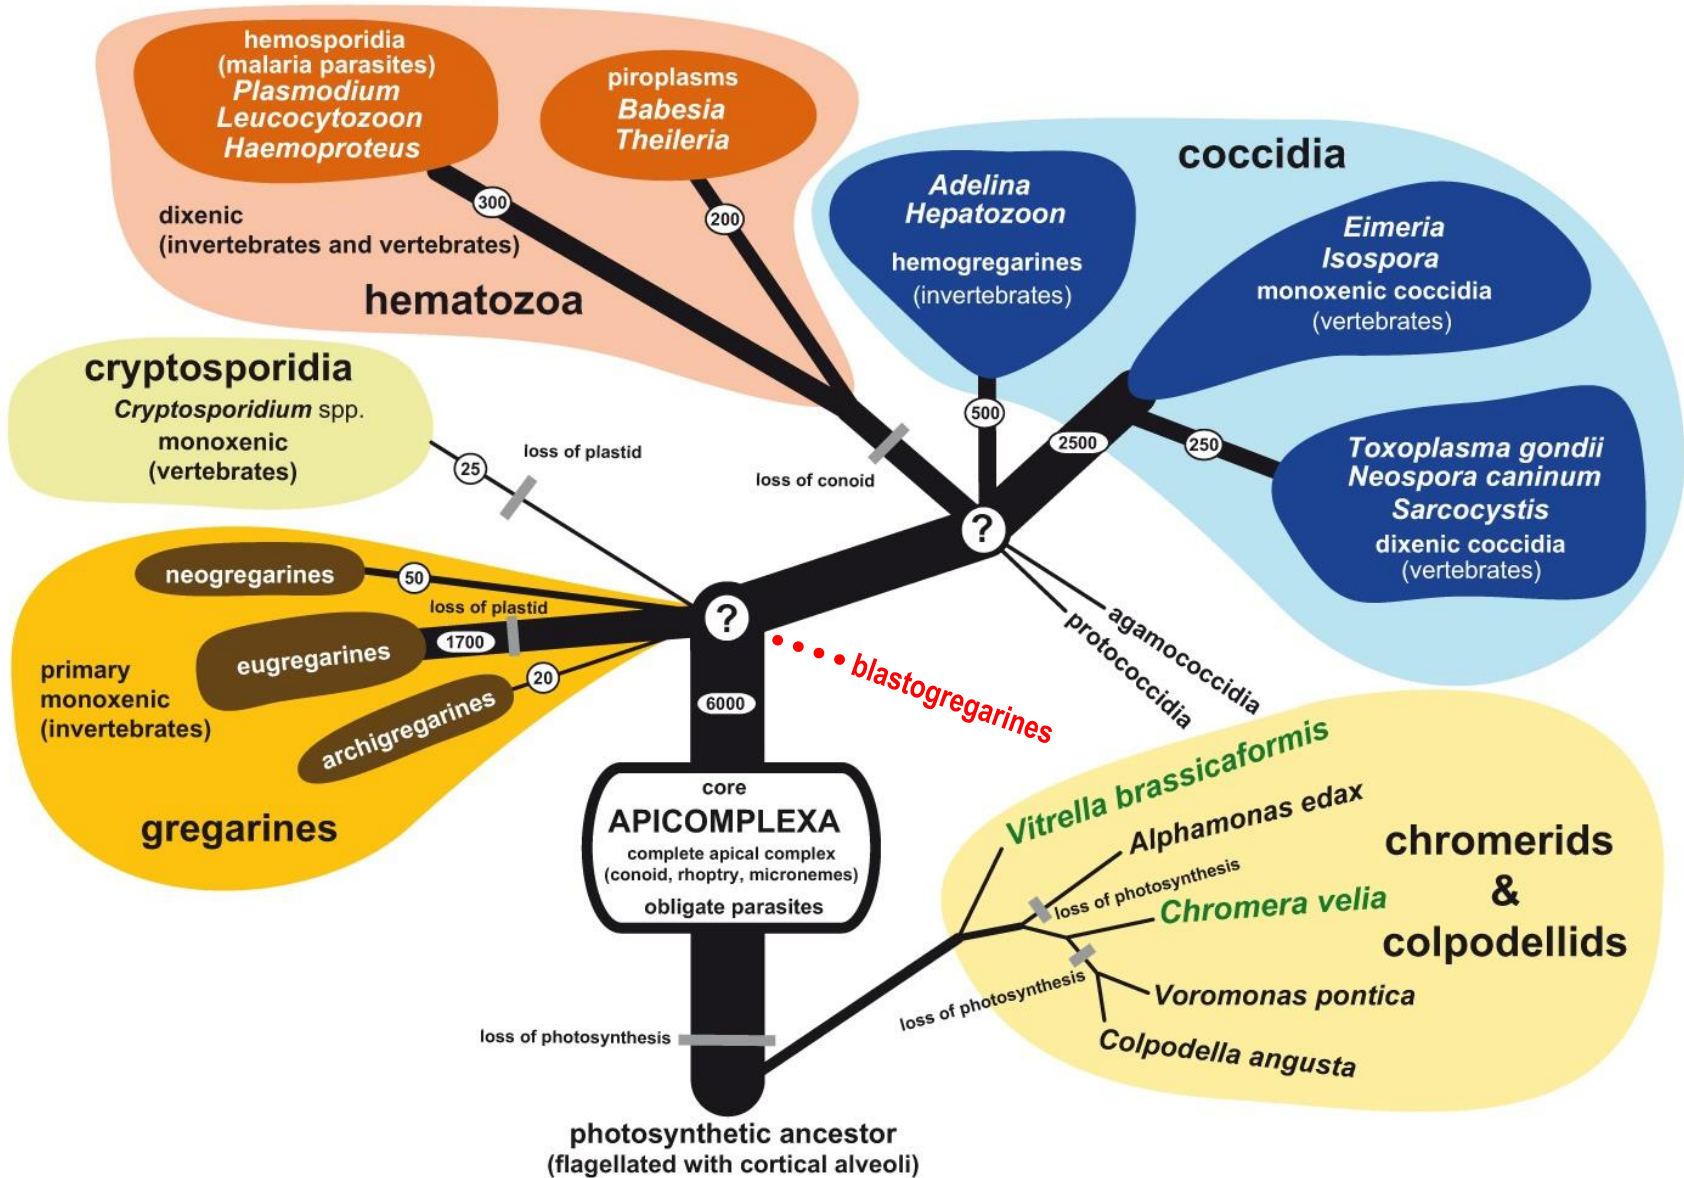 hemosporidia
(malaria parasites)
Plasmodium
Leucocytozoon
Haemoproteus
piroplasms
Babesia
Theileria
300
200
dixenic
(invertebrates and vertebrates)
hematozoa
coccidia
Adelina
Hepatozoon
hemogregarines
(invertebrates)
Eimeria
Isospora
monoxenic coccidia
(vertebrates)
500
2500
250
Toxoplasma gondii
Neospora caninum
Sarcocystis
dixenic coccidia
(vertebrates)
cryptosporidia
Cryptosporidium spp.
monoxenic
(vertebrates)
25
loss of plastid
loss of conoid
?
agamococcidia
protococcidia
neogregarines
50
loss of plastid
eugregarines
1700
archigregarines
20
primary
monoxenic
(invertebrates)
gregarines
?
blastogregarines
6000
core
APICOMPLEXA
complete apical complex
(conoid, rhoptry, micronemes)
obligate parasites
Vitrella brassicaformis
Alphamonas edax
loss of photosynthesis
Chromera velia
chromerids
&
colpodellids
loss of photosynthesis
Voromonas pontica
Colpodella angusta
loss of photosynthesis
photosynthetic ancestor
(flagellated with cortical alveoli)